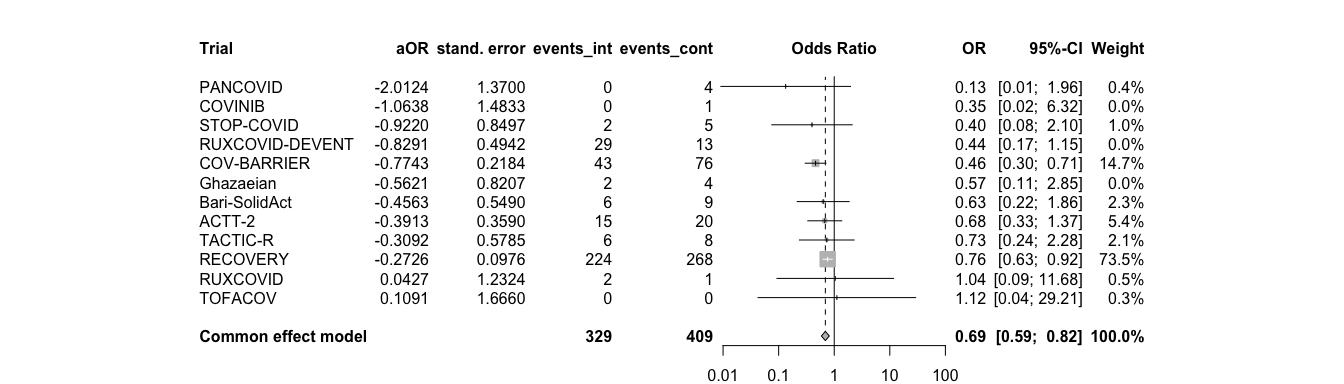 Trial aOR stand. error events_int events_cont Odds Ratio OR 95%-CI Weight
PANCOVID -2.0124 1.3700 0 4 0.13 [0.01; 1.96] 0.4%
COVINIB -1.0638 1.4833 0 1 0.35 [0.02; 6.32] 0.0%
STOP-COVID -0.9220 0.8497 2 5 0.40 [0.08; 2.10] 1.0%
RUXCOVID-DEVENT -0.8291 0.4942 29 13 0.44 [0.17; 1.15] 0.0%
COV-BARRIER -0.7743 0.2184 43 76 0.46 [0.30; 0.71] 14.7%
Ghazaeian -0.5621 0.8207 2 4 0.57 [0.11; 2.85] 0.0%
Bari-SolidAct -0.4563 0.5490 6 9 0.63 [0.22; 1.86] 2.3%
ACTT-2 -0.3913 0.3590 15 20 0.68 [0.33; 1.37] 5.4%
TACTIC-R -0.3092 0.5785 6 8 0.73 [0.24; 2.28] 2.1%
RECOVERY -0.2726 0.0976 224 268 0.76 [0.63; 0.92] 73.5%
RUXCOVID 0.0427 1.2324 2 1 1.04 [0.09; 11.68] 0.5%
TOFACOV 0.1091 1.6660 0 0 1.12 [0.04; 29.21] 0.3%
Common effect model 329 409 0.69 [0.59; 0.82] 100.0%
0.01 0.1 1 10 100